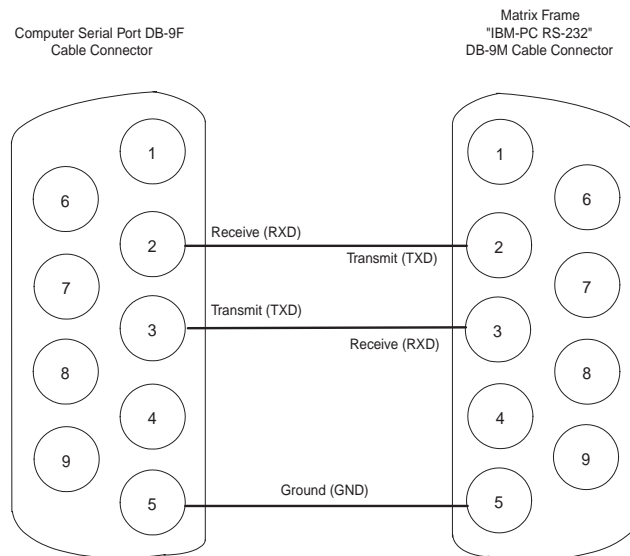 Computer Serial Port DB-9F
Cable Connector
Matrix Frame
"IBM-PC RS-232"
DB-9M Cable Connector
1
6
2
7
3
8
4
9
5
Receive (RXD)
Transmit (TXD)
Transmit (TXD)
Receive (RXD)
Ground (GND)
1
6
2
7
3
8
4
9
5